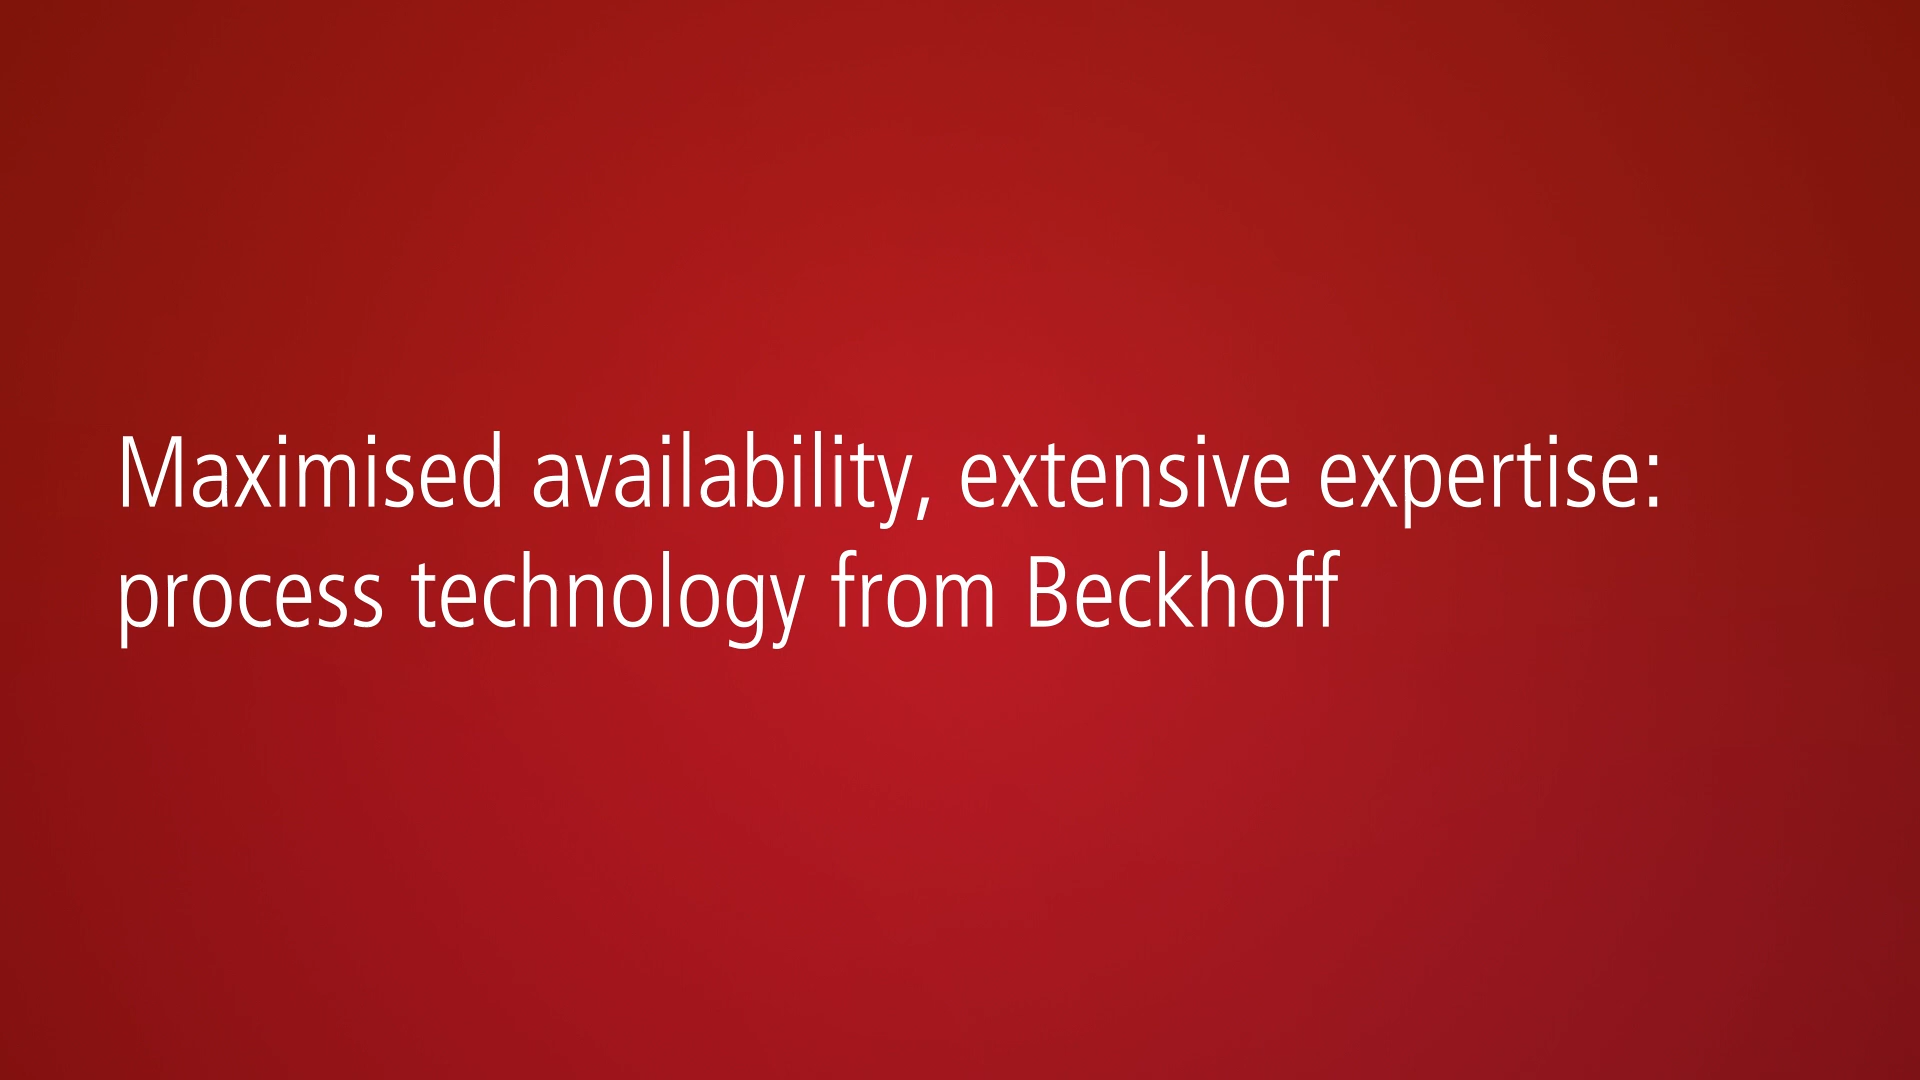 Maximised availability, extensive expertise:
process technology from Beckhoff